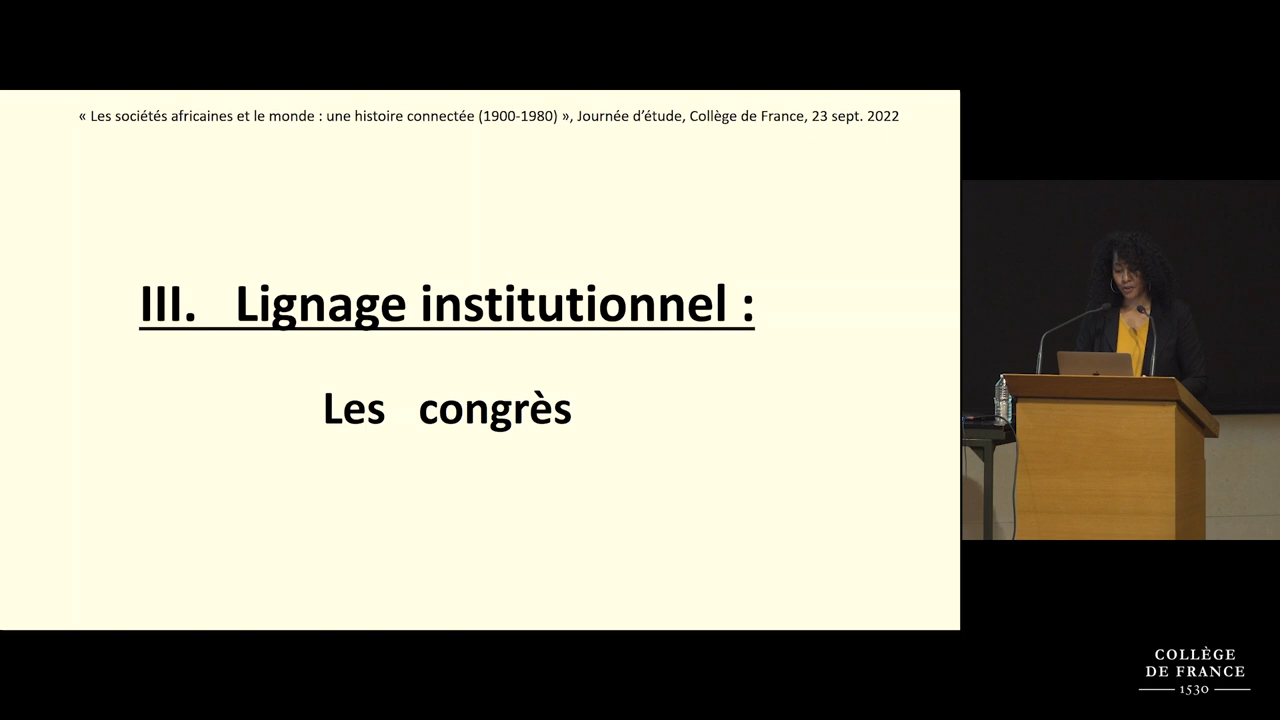 « Les sociétés africaines et le monde : une histoire connectée (1900-1980) », Journée d’étude, Collège de France, 23 sept. 2022
III. Lignage institutionnel :
Les congrès
COLLÈGE
DE FRANCE
1530